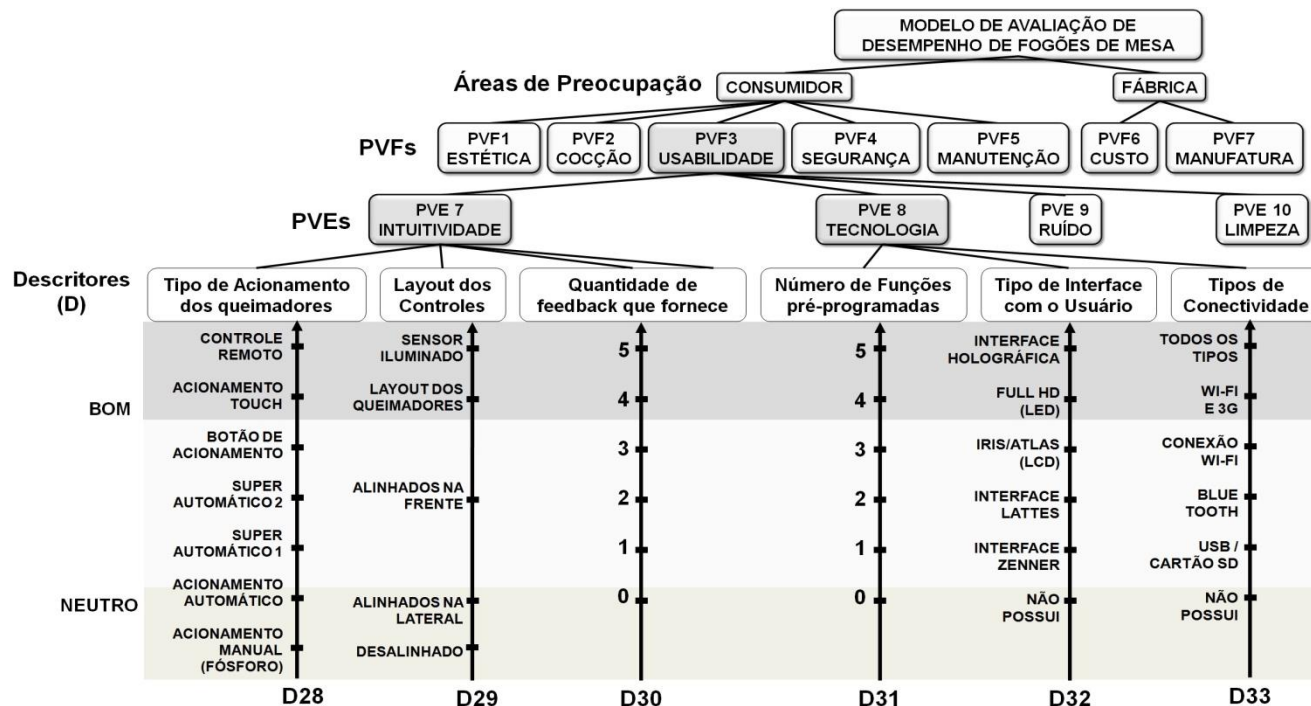 MODELO DE AVALIAÇÃO DE
DESEMPENHO DE FOGÕES DE MESA
Áreas de Preocupação
CONSUMIDOR
FÁBRICA
PVFs
PVF1
ESTÉTICA
PVF2
COCÇÃO
PVF3
USABILIDADE
PVF4
SEGURANÇA
PVF5
MANUTENÇÃO
PVF6
CUSTO
PVF7
MANUFATURA
PVEs
PVE 7
INTUITIVIDADE
PVE 8
TECNOLOGIA
PVE 9
RUÍDO
PVE 10
LIMPEZA
Descritores
(D)
Tipo de Acionamento
dos queimadores
Layout dos
Controles
Quantidade de
feedback que fornece
Número de Funções
pré-programadas
Tipo de Interface
com o Usuário
Tipos de
Conectividade
BOM
NEUTRO
CONTROLE
REMOTO
ACIONAMENTO
TOUCH
BOTÃO DE
ACIONAMENTO
SUPER
AUTOMÁTICO 2
SUPER
AUTOMÁTICO 1
ACIONAMENTO
AUTOMÁTICO
ACIONAMENTO
MANUAL
(FÓSFORO)
D28
SENSOR
ILUMINADO
LAYOUT DOS
QUEIMADORES
ALINHADOS NA
FRENTE
ALINHADOS NA
LATERAL
DESALINHADO
D29
5
4
3
2
1
0
D30
5
4
3
2
1
0
D31
INTERFACE
HOLOGRÁFICA
FULL HD
(LED)
IRIS/ATLAS
(LCD)
INTERFACE
LATTES
INTERFACE
ZENNER
NÃO
POSSUI
D32
TODOS OS
TIPOS
WI-FI
E 3G
CONEXÃO
WI-FI
BLUE
TOOTH
USB /
CARTÃO SD
NÃO
POSSUI
D33